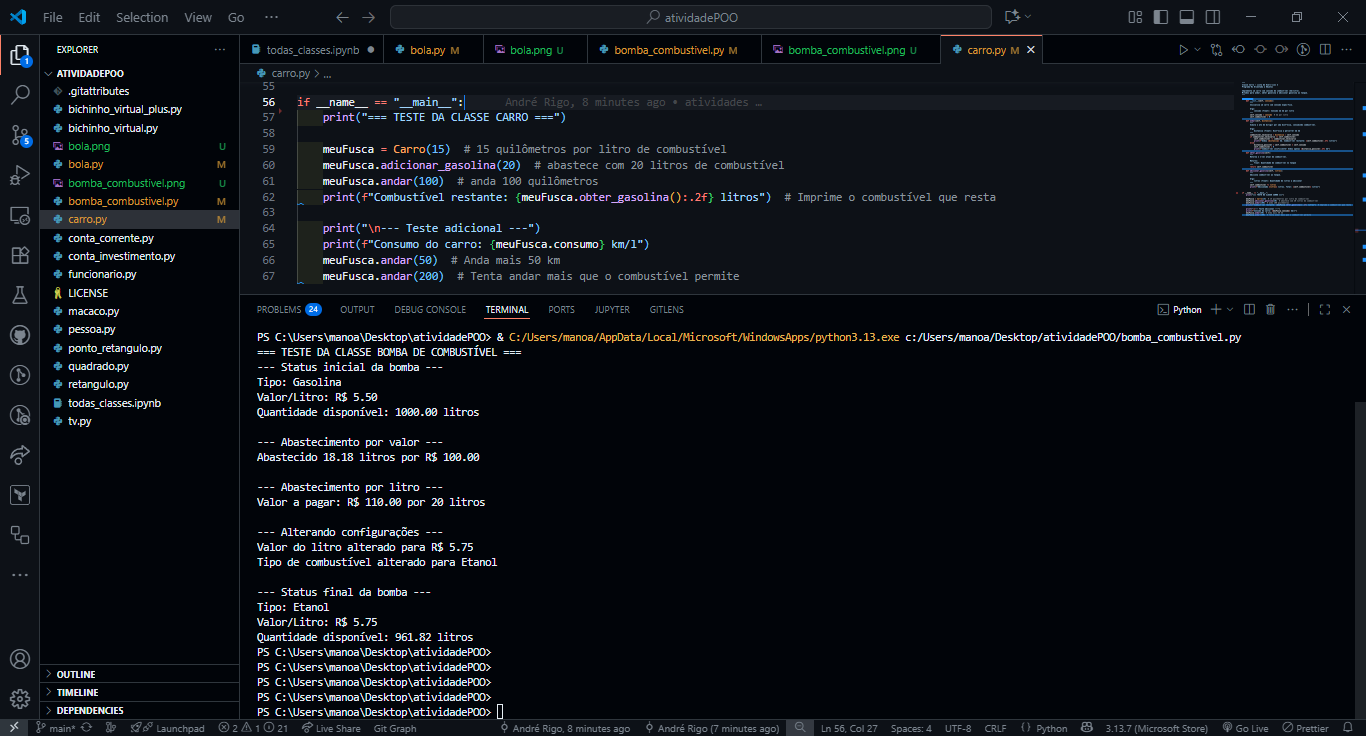 File Edit Selection View Go ··· atividadePOO
EXPLORER ···
ATIVIDADEPOO
.gitattributes
bichinho_virtual_plus.py
bichinho_virtual.py
bola.png U
bola.py M
bomba_combustivel.png U
bomba_combustivel.py M
carro.py M
conta_corrente.py
conta_investimento.py
funcionario.py
LICENSE
macaco.py
pessoa.py
ponto_retangulo.py
quadrado.py
retangulo.py
todas_classes.ipynb
tv.py
OUTLINE
TIMELINE
DEPENDENCIES
1
5
todas_classes.ipynb ● bola.py M bola.png U bomba_combustivel.py M bomba_combustivel.png U carro.py M
carro.py > ...
55
56 if __name__ == "__main__": André Rigo, 8 minutes ago • atividades …
57 print("=== TESTE DA CLASSE CARRO ===")
58
59 meuFusca = Carro(15) # 15 quilômetros por litro de combustível
60 meuFusca.adicionar_gasolina(20) # abastece com 20 litros de combustível
61 meuFusca.andar(100) # anda 100 quilômetros
62 print(f"Combustível restante: {meuFusca.obter_gasolina():.2f} litros") # Imprime o combustível que resta
63
64 print("\n--- Teste adicional ---")
65 print(f"Consumo do carro: {meuFusca.consumo} km/l")
66 meuFusca.andar(50) # Anda mais 50 km
67 meuFusca.andar(200) # Tenta andar mais que o combustível permite
PROBLEMS 24 OUTPUT DEBUG CONSOLE TERMINAL PORTS JUPYTER GITLENS Python
PS C:\Users\manoa\Desktop\atividadePOO> & C:/Users/manoa/AppData/Local/Microsoft/WindowsApps/python3.13.exe c:/Users/manoa/Desktop/atividadePOO/bomba_combustivel.py
=== TESTE DA CLASSE BOMBA DE COMBUSTÍVEL ===
--- Status inicial da bomba ---
Tipo: Gasolina
Valor/Litro: R$ 5.50
Quantidade disponível: 1000.00 litros
--- Abastecimento por valor ---
Abastecido 18.18 litros por R$ 100.00
--- Abastecimento por litro ---
Valor a pagar: R$ 110.00 por 20 litros
--- Alterando configurações ---
Valor do litro alterado para R$ 5.75
Tipo de combustível alterado para Etanol
--- Status final da bomba ---
Tipo: Etanol
Valor/Litro: R$ 5.75
Quantidade disponível: 961.82 litros
PS C:\Users\manoa\Desktop\atividadePOO>
PS C:\Users\manoa\Desktop\atividadePOO>
PS C:\Users\manoa\Desktop\atividadePOO>
PS C:\Users\manoa\Desktop\atividadePOO>
PS C:\Users\manoa\Desktop\atividadePOO>
main* Launchpad 2 1 21 Live Share Git Graph André Rigo, 8 minutes ago André Rigo (7 minutes ago) Ln 56, Col 27 Spaces: 4 UTF-8 CRLF Python 3.13.7 (Microsoft Store) Go Live Prettier